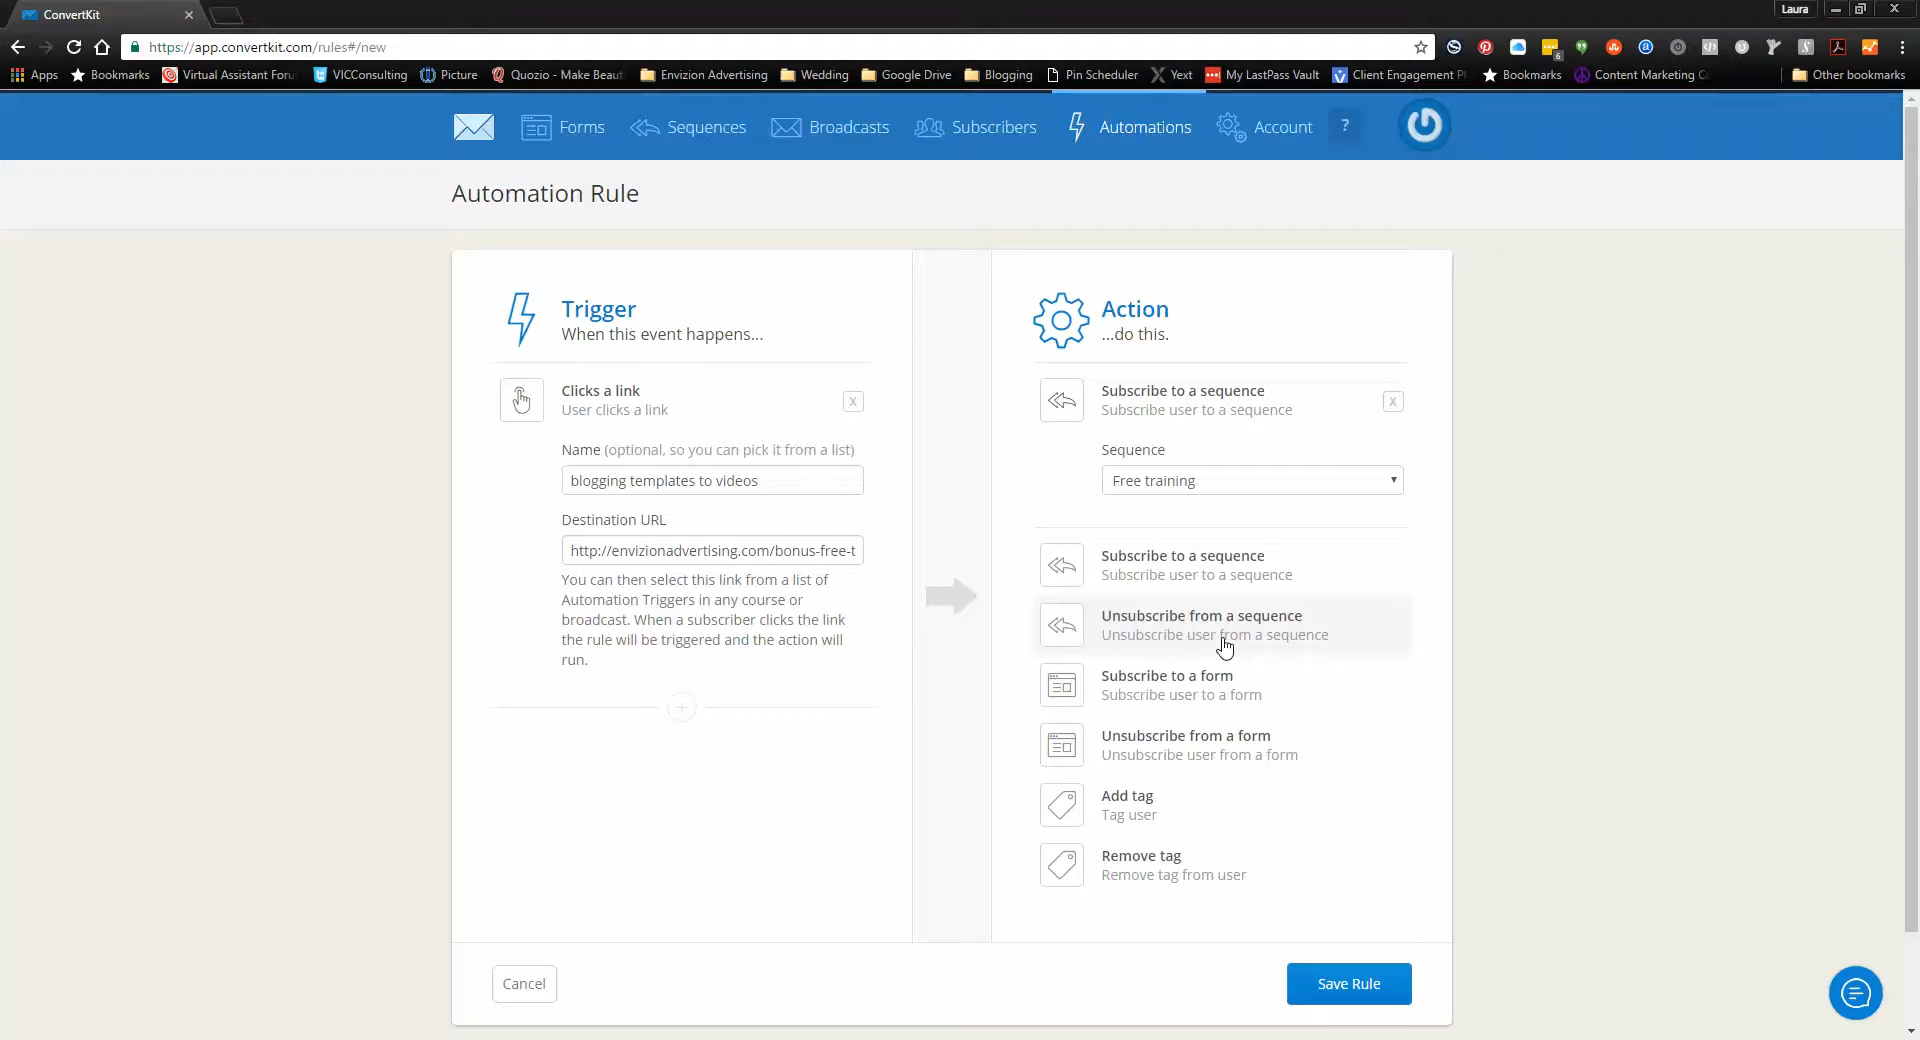 ConvertKit
Laura
https://app.convertkit.com/rules#/new
6
Apps
Bookmarks
Virtual Assistant Foru
VICConsulting
Picture
Quozio - Make Beaut
Envizion Advertising
Wedding
Google Drive
Blogging
Pin Scheduler
Yext
My LastPass Vault
Client Engagement P
Bookmarks
Content Marketing C
Other bookmarks
Forms
Sequences
Broadcasts
Subscribers
Automations
Account
?
Automation Rule
Trigger
When this event happens...
Clicks a link
User clicks a link
X
Name (optional, so you can pick it from a list)
blogging templates to videos
Destination URL
http://envizionadvertising.com/bonus-free-t
You can then select this link from a list of
Automation Triggers in any course or
broadcast. When a subscriber clicks the link
the rule will be triggered and the action will
run.
Action
...do this.
Subscribe to a sequence
Subscribe user to a sequence
X
Sequence
Free training
Subscribe to a sequence
Subscribe user to a sequence
Unsubscribe from a sequence
Unsubscribe user from a sequence
Subscribe to a form
Subscribe user to a form
Unsubscribe from a form
Unsubscribe user from a form
Add tag
Tag user
Remove tag
Remove tag from user
Cancel
Save Rule